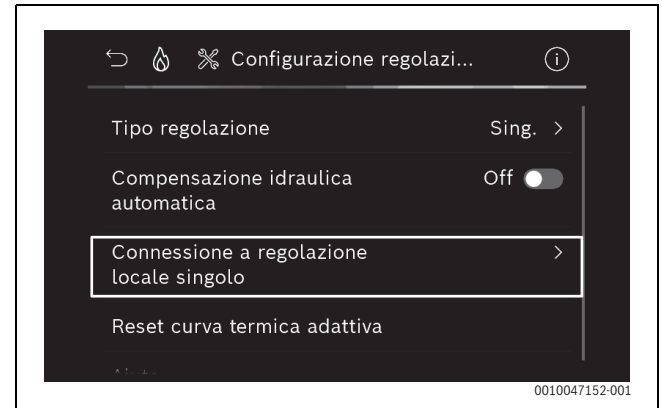 Configurazione regolazi...
Tipo regolazione Sing. >
Compensazione idraulica Off
automatica
Connessione a regolazione >
locale singolo
Reset curva termica adattiva
0010047152-001